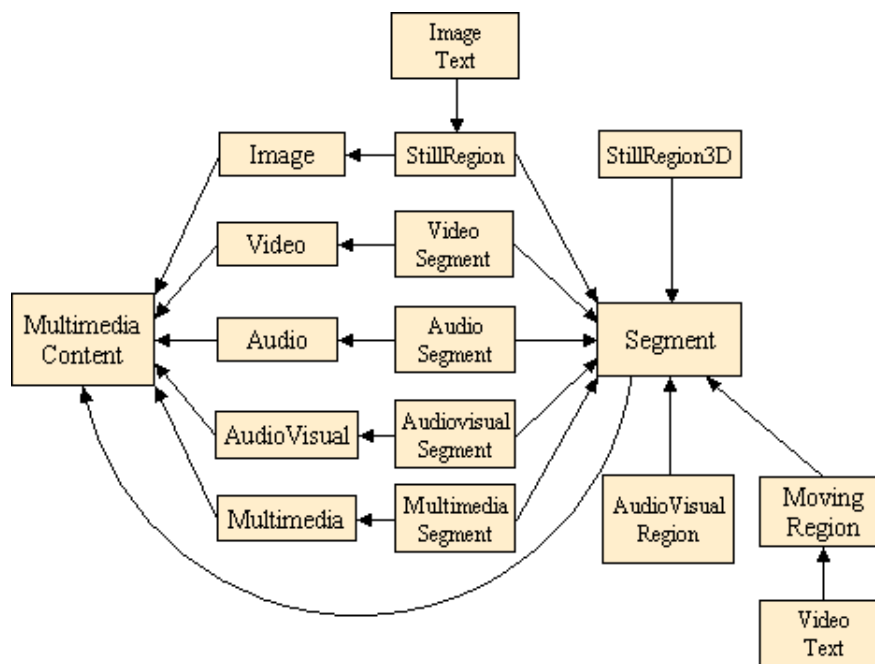 Image
Text
Image
StillRegion
StillRegion3D
Video
Video
Segment
Multimedia
Content
Audio
Audio
Segment
Segment
AudioVisual
Audiovisual
Segment
Multimedia
Multimedia
Segment
AudioVisual
Region
Moving
Region
Video
Text